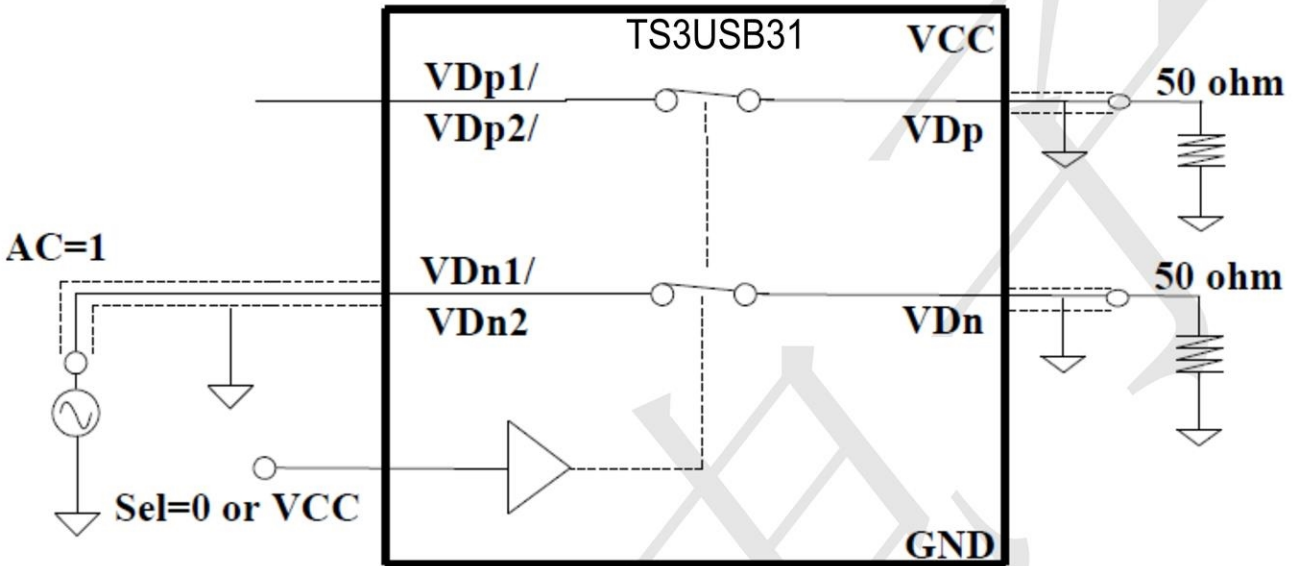 TS3USB31
VCC
VDp1/
VDp2/
VDp
50 ohm
AC=1
VDn1/
VDn2
VDn
50 ohm
Sel=0 or VCC
GND